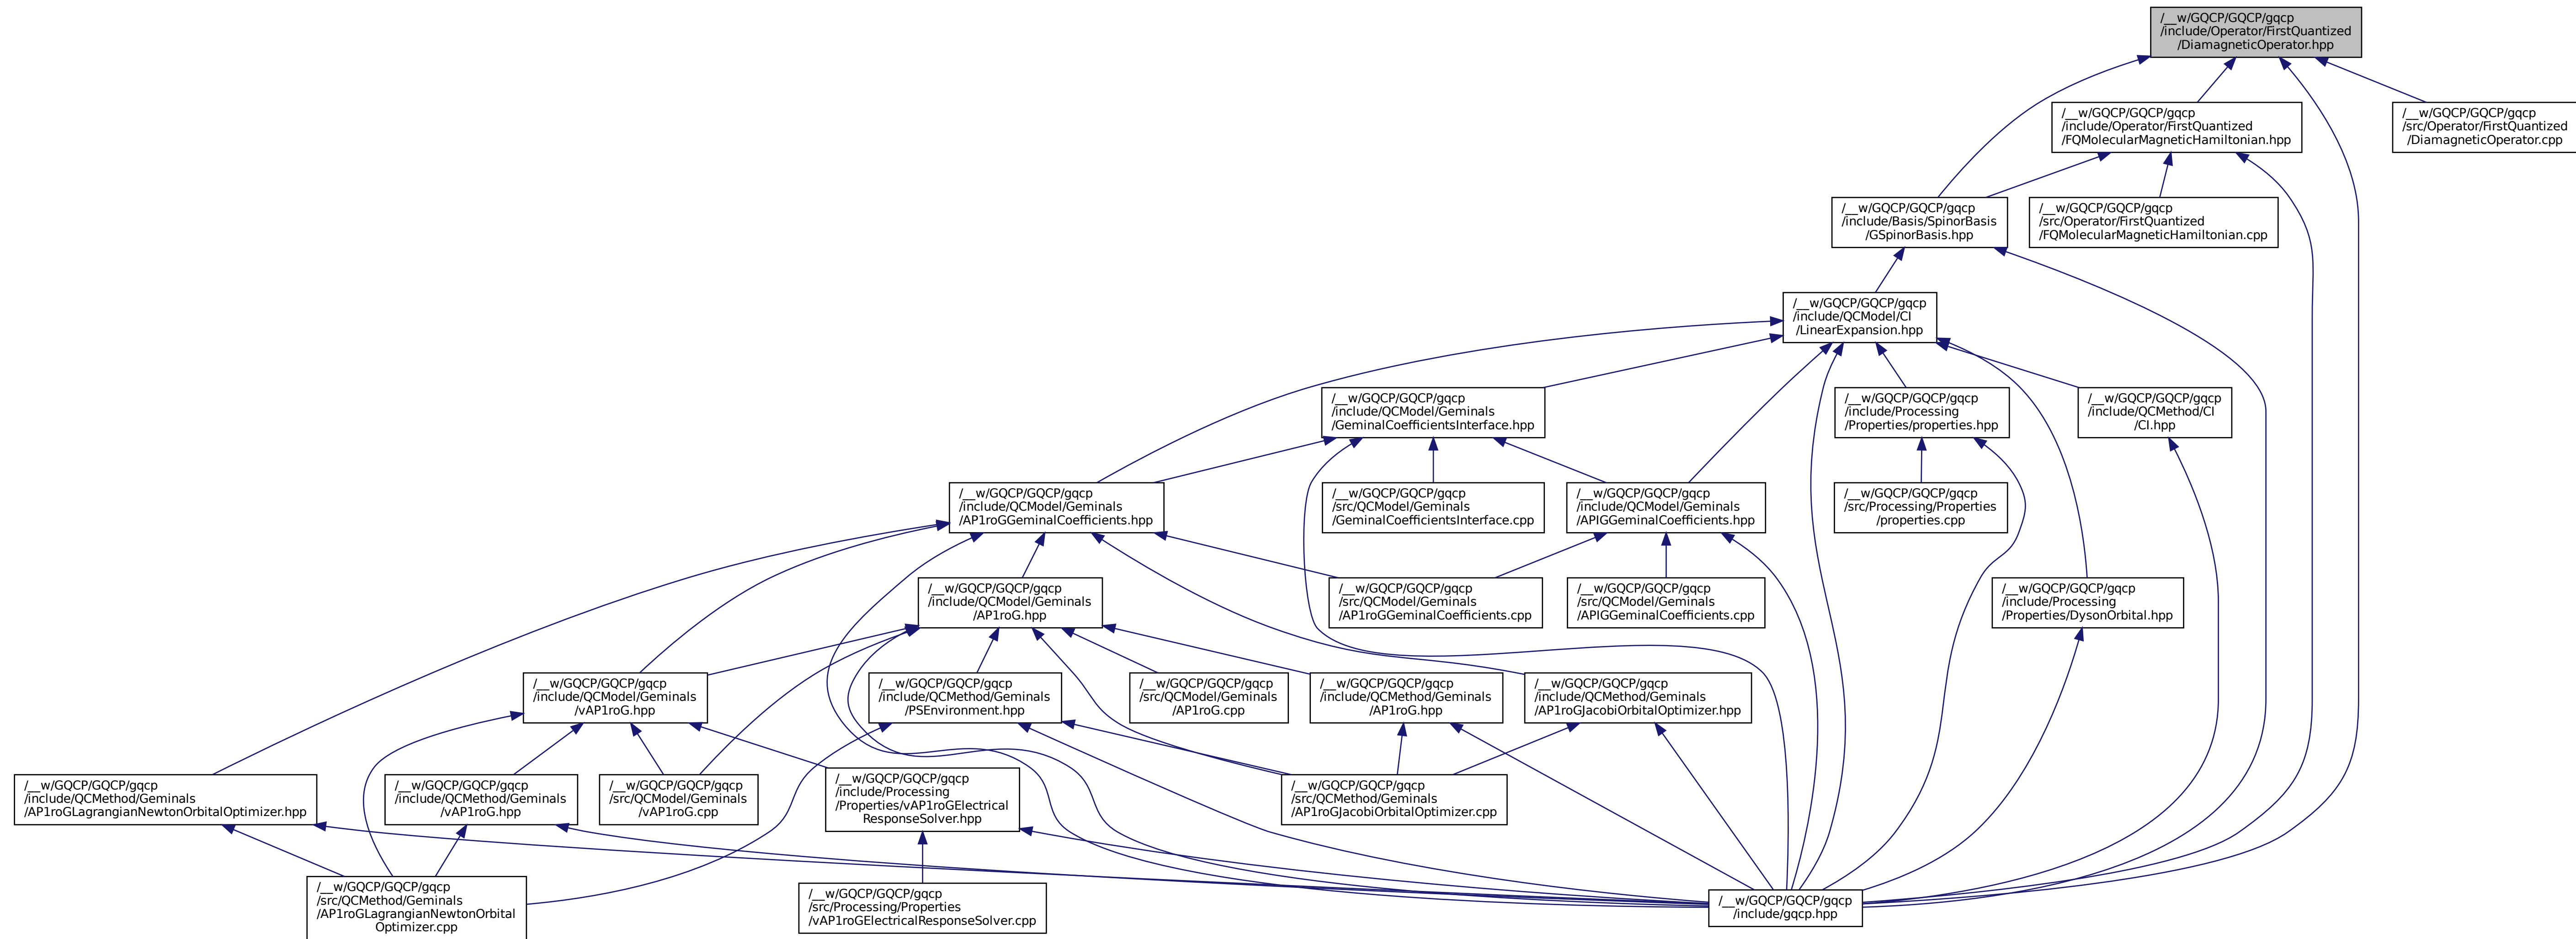 /__w/GQCP/GQCP/gqcp
/include/Operator/FirstQuantized
/DiamagneticOperator.hpp
/__w/GQCP/GQCP/gqcp
/include/Operator/FirstQuantized
/FQMolecularMagneticHamiltonian.hpp
/__w/GQCP/GQCP/gqcp
/src/Operator/FirstQuantized
/DiamagneticOperator.cpp
/__w/GQCP/GQCP/gqcp
/include/Basis/SpinorBasis
/GSpinorBasis.hpp
/__w/GQCP/GQCP/gqcp
/src/Operator/FirstQuantized
/FQMolecularMagneticHamiltonian.cpp
/__w/GQCP/GQCP/gqcp
/include/QCModel/CI
/LinearExpansion.hpp
/__w/GQCP/GQCP/gqcp
/include/QCModel/Geminals
/GeminalCoefficientsInterface.hpp
/__w/GQCP/GQCP/gqcp
/include/Processing
/Properties/properties.hpp
/__w/GQCP/GQCP/gqcp
/include/QCMethod/CI
/CI.hpp
/__w/GQCP/GQCP/gqcp
/include/QCModel/Geminals
/AP1roGGeminalCoefficients.hpp
/__w/GQCP/GQCP/gqcp
/src/QCModel/Geminals
/GeminalCoefficientsInterface.cpp
/__w/GQCP/GQCP/gqcp
/include/QCModel/Geminals
/APIGGeminalCoefficients.hpp
/__w/GQCP/GQCP/gqcp
/src/Processing/Properties
/properties.cpp
/__w/GQCP/GQCP/gqcp
/include/QCModel/Geminals
/AP1roG.hpp
/__w/GQCP/GQCP/gqcp
/src/QCModel/Geminals
/AP1roGGeminalCoefficients.cpp
/__w/GQCP/GQCP/gqcp
/src/QCModel/Geminals
/APIGGeminalCoefficients.cpp
/__w/GQCP/GQCP/gqcp
/include/Processing
/Properties/DysonOrbital.hpp
/__w/GQCP/GQCP/gqcp
/include/QCModel/Geminals
/vAP1roG.hpp
/__w/GQCP/GQCP/gqcp
/include/QCMethod/Geminals
/PSEnvironment.hpp
/__w/GQCP/GQCP/gqcp
/src/QCModel/Geminals
/AP1roG.cpp
/__w/GQCP/GQCP/gqcp
/include/QCMethod/Geminals
/AP1roG.hpp
/__w/GQCP/GQCP/gqcp
/include/QCMethod/Geminals
/AP1roGJacobiOrbitalOptimizer.hpp
/__w/GQCP/GQCP/gqcp
/include/QCMethod/Geminals
/AP1roGLagrangianNewtonOrbitalOptimizer.hpp
/__w/GQCP/GQCP/gqcp
/include/QCMethod/Geminals
/vAP1roG.hpp
/__w/GQCP/GQCP/gqcp
/src/QCModel/Geminals
/vAP1roG.cpp
/__w/GQCP/GQCP/gqcp
/include/Processing
/Properties/vAP1roGElectrical
ResponseSolver.hpp
/__w/GQCP/GQCP/gqcp
/src/QCMethod/Geminals
/AP1roGJacobiOrbitalOptimizer.cpp
/__w/GQCP/GQCP/gqcp
/src/QCMethod/Geminals
/AP1roGLagrangianNewtonOrbital
Optimizer.cpp
/__w/GQCP/GQCP/gqcp
/src/Processing/Properties
/vAP1roGElectricalResponseSolver.cpp
/__w/GQCP/GQCP/gqcp
/include/gqcp.hpp